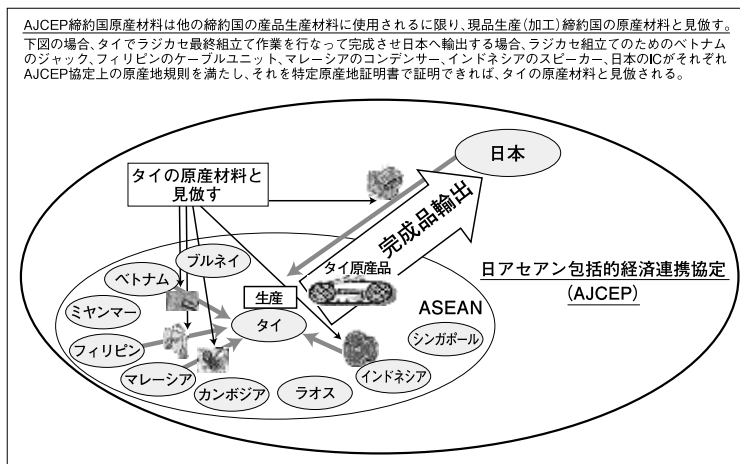 AJCEP締約国原産材料は他の締約国の産品生産材料に使用されるに限り、現品生産(加工)締約国の原産材料と見倣す。
下図の場合、タイでラジカセ最終組立て作業を行なって完成させ日本へ輸出する場合、ラジカセ組立てのためのベトナム
のジャック、フィリピンのケーブルユニット、マレーシアのコンデンサー、インドネシアのスピーカー、日本のICがそれぞれ
AJCEP協定上の原産地規則を満たし、それを特定原産地証明書で証明できれば、タイの原産材料と見倣される。
日本
タイの原産材料と
見倣す
完成品輸出
ブルネイ
タイ原産品
日アセアン包括的経済連携協定
(AJCEP)
ベトナム
生産
ASEAN
ミヤンマー
タイ
シンガポール
フィリピン
マレーシア
インドネシア
カンボジア
ラオス